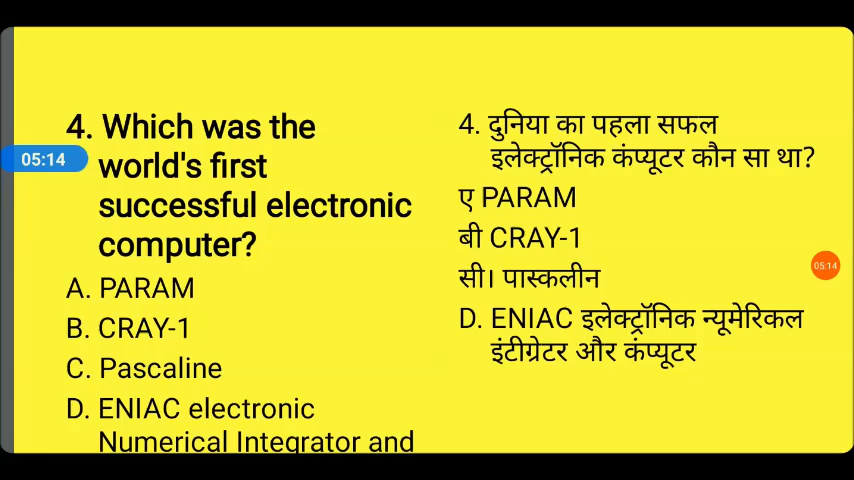 4. Which was the
world's first
successful electronic
computer?
A. PARAM
B. CRAY-1
C. Pascaline
D. ENIAC electronic
Numerical Integrator and
4. दुनिया का पहला सफल
इलेक्ट्रॉनिक कंप्यूटर कौन सा था?
ए PARAM
बी CRAY-1
सी। पास्कलीन
D. ENIAC इलेक्ट्रॉनिक न्यूमेरिकल
इंटीग्रेटर और कंप्यूटर
05:14
05:14